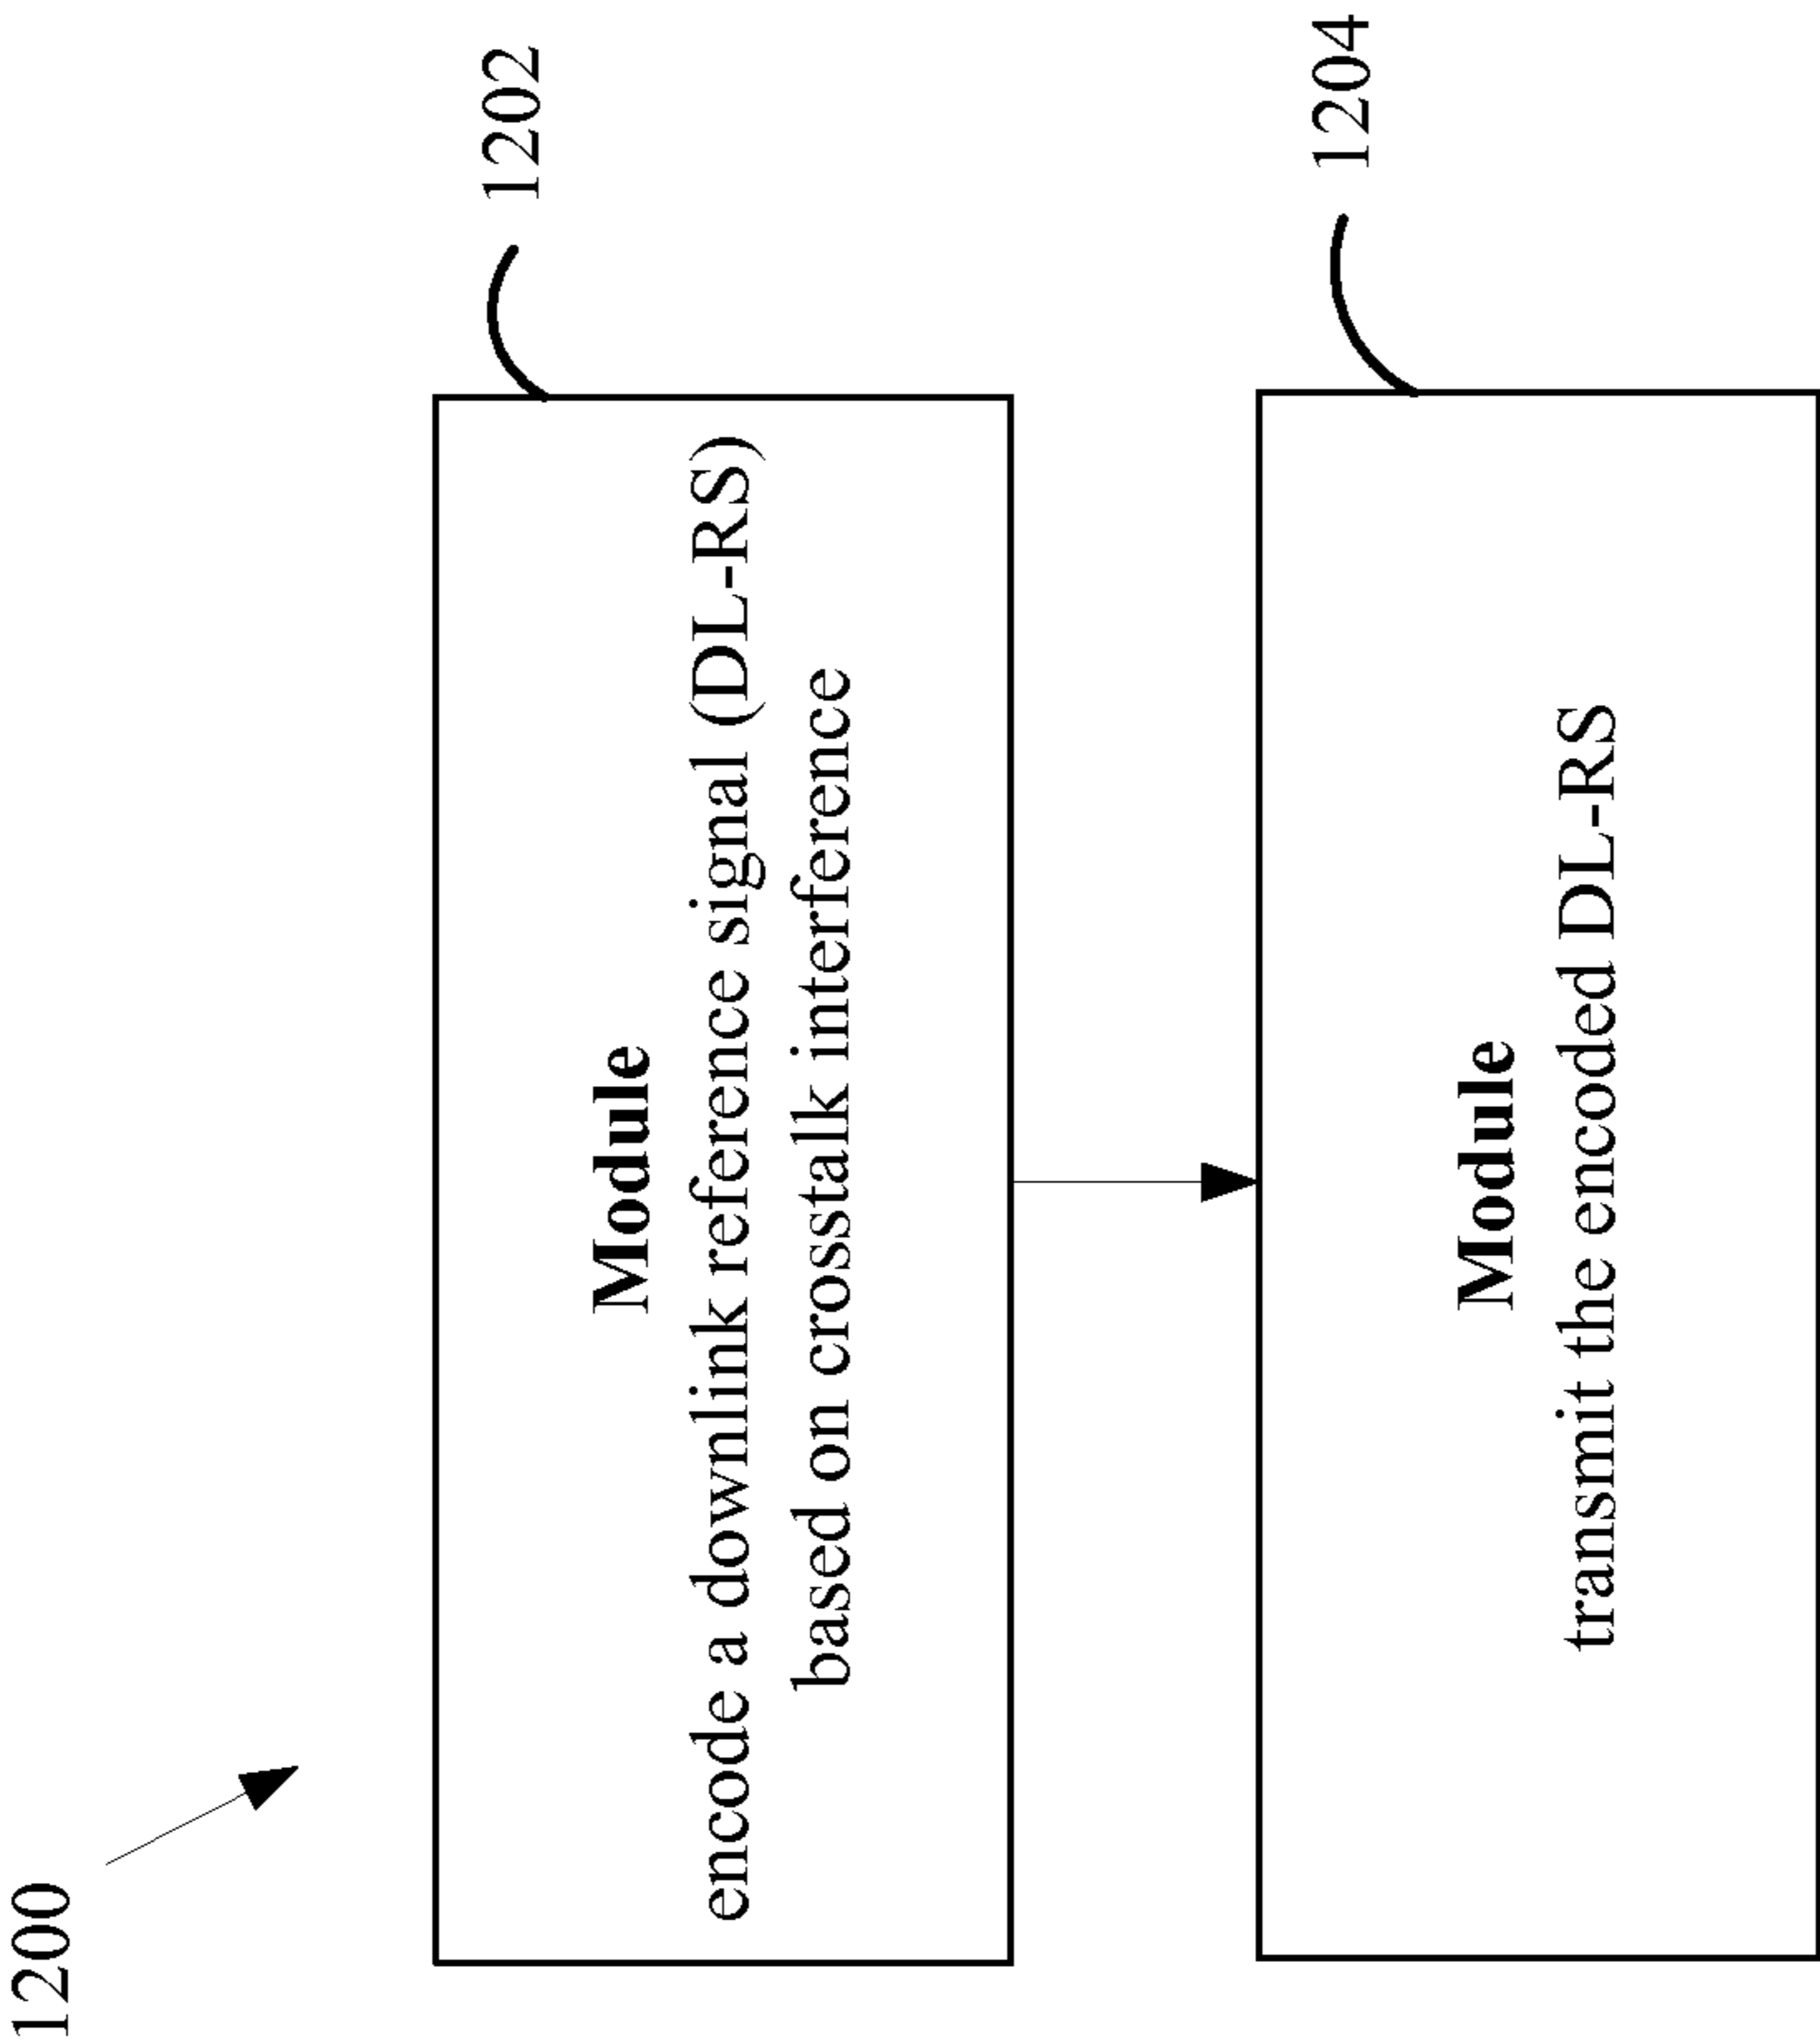 1200
1202
Module
encode a downlink reference signal (DL-RS)
based on crosstalk interference
1204
Module
transmit the encoded DL-RS